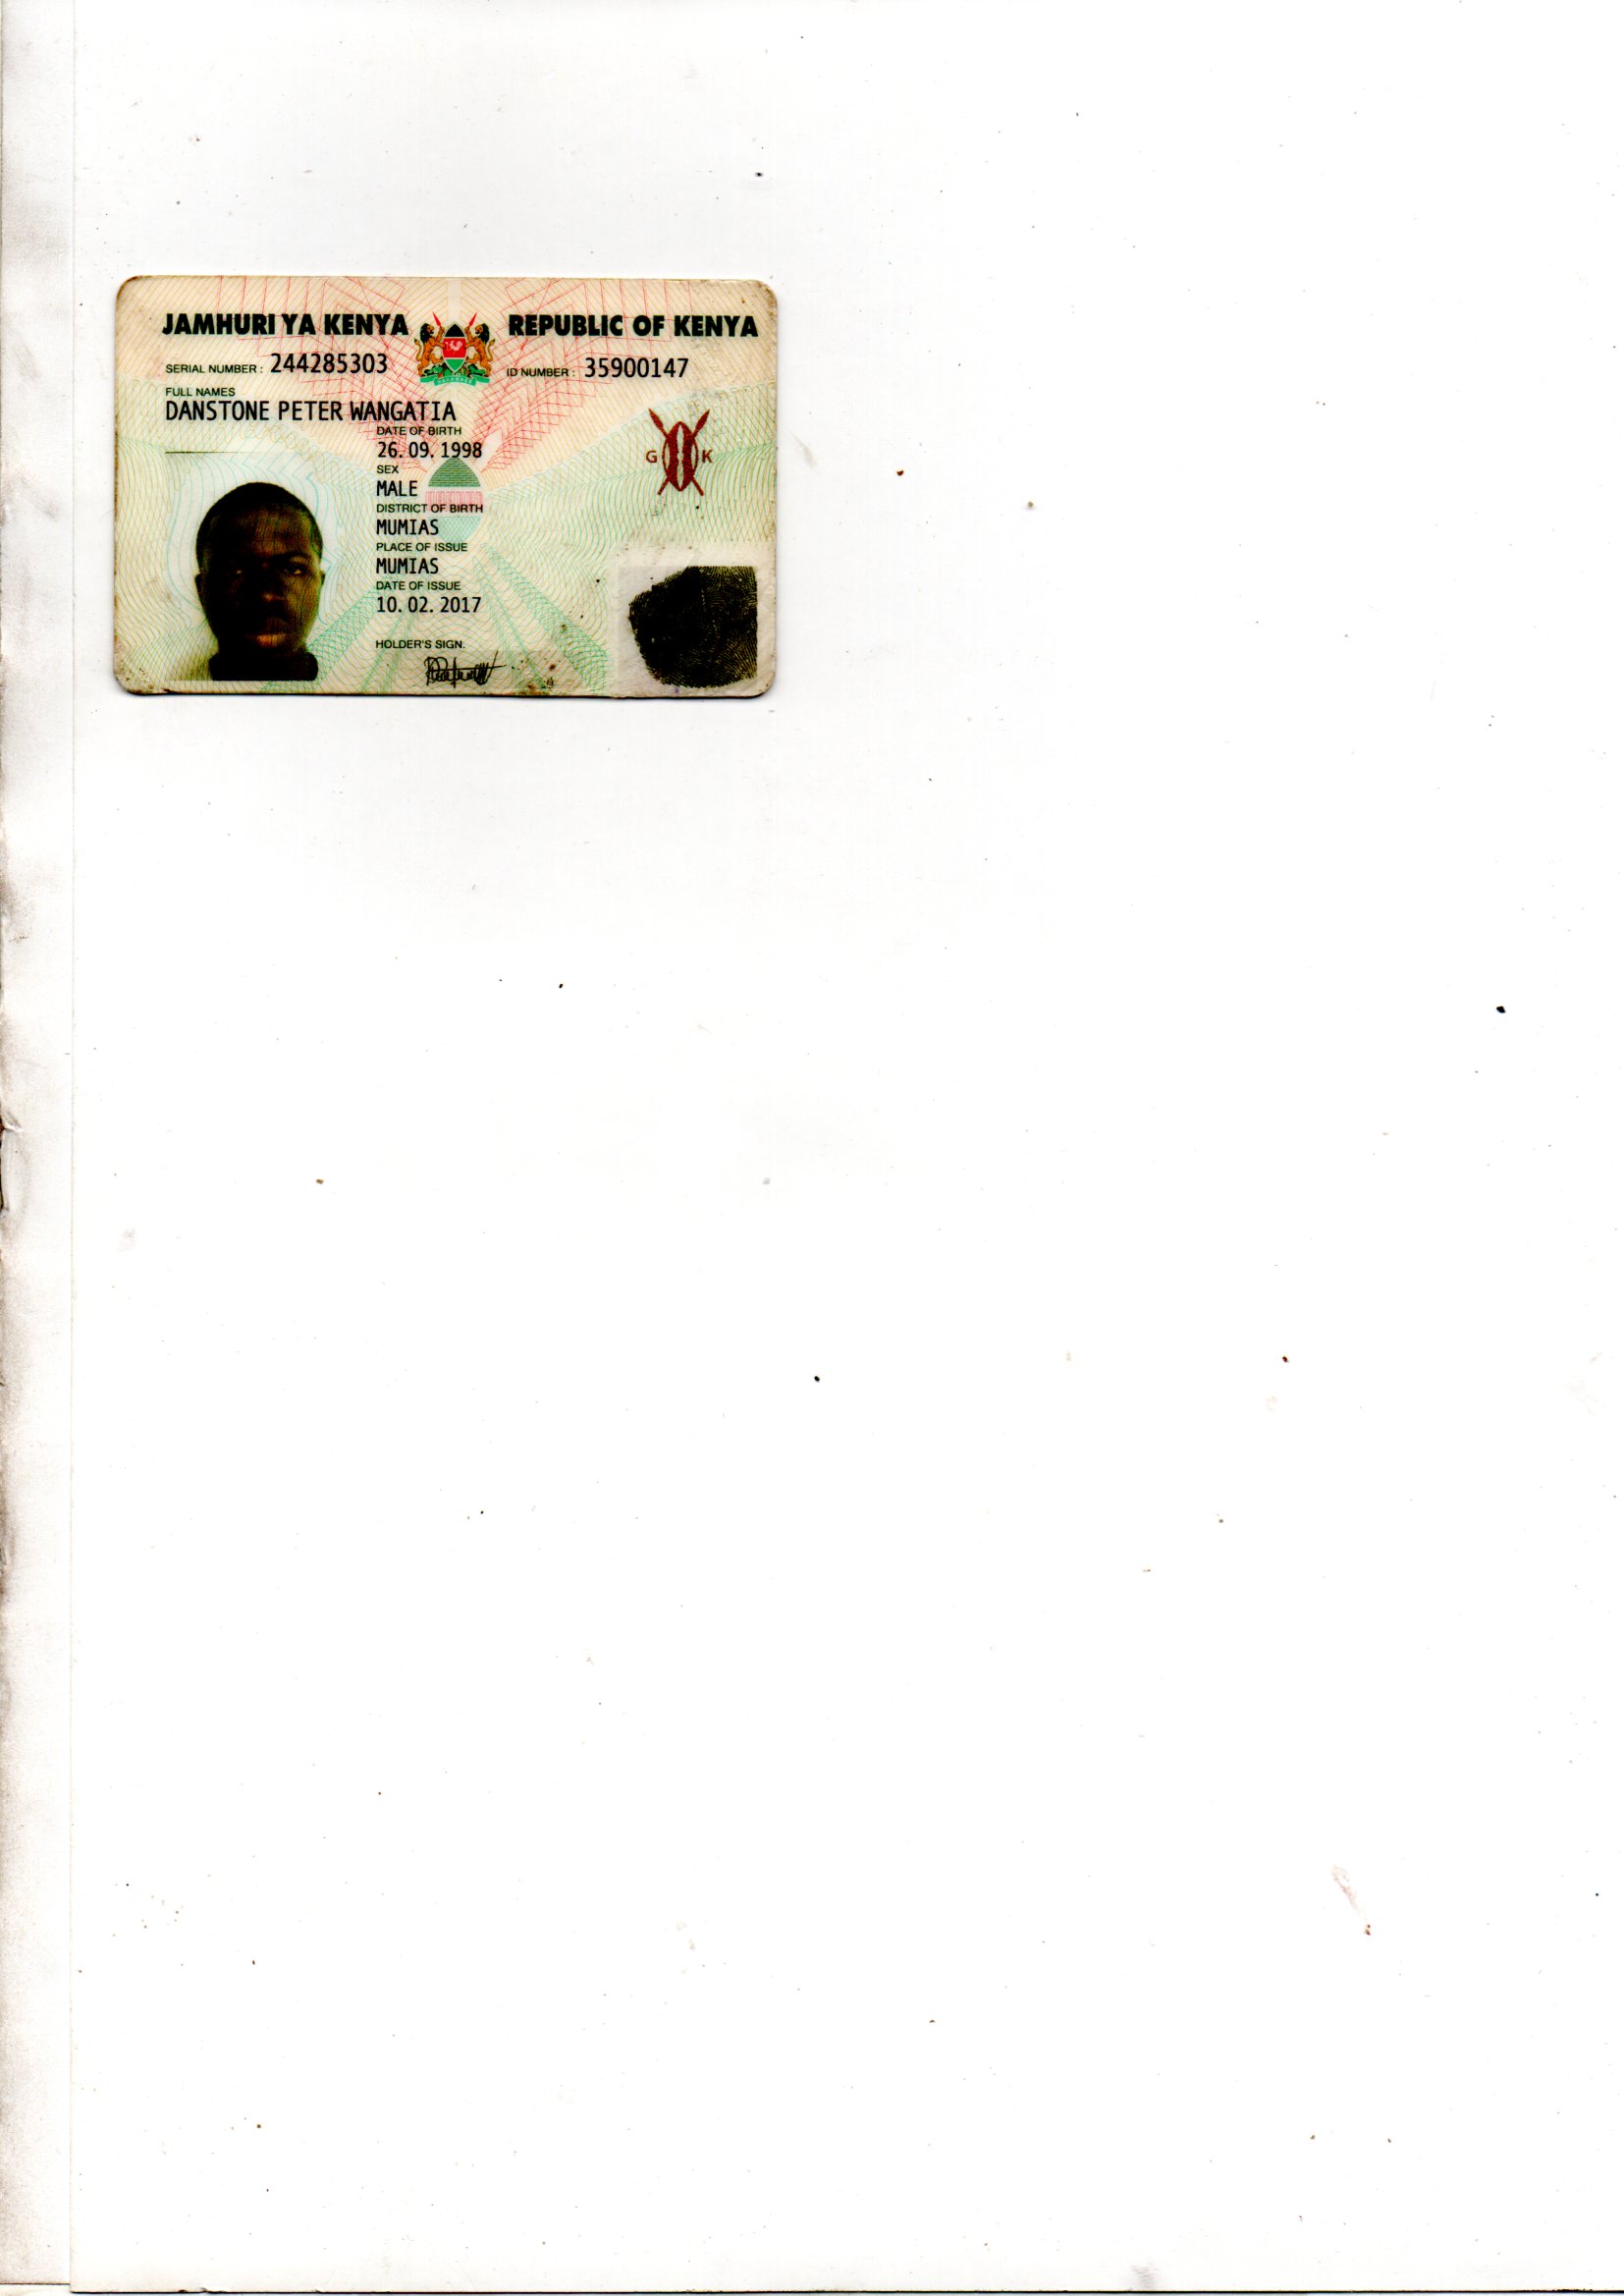 JAMHURI YA KENYA REPUBLIC OF KENYA
SERIAL NUMBER : 244285303 ID NUMBER : 35900147
FULL NAMES
DANSTONE PETER WANGATIA
DATE OF BIRTH
26. 09. 1998
SEX
MALE
G K
DISTRICT OF BIRTH
MUMIAS
PLACE OF ISSUE
MUMIAS
DATE OF ISSUE
10. 02. 2017
HOLDER'S SIGN.